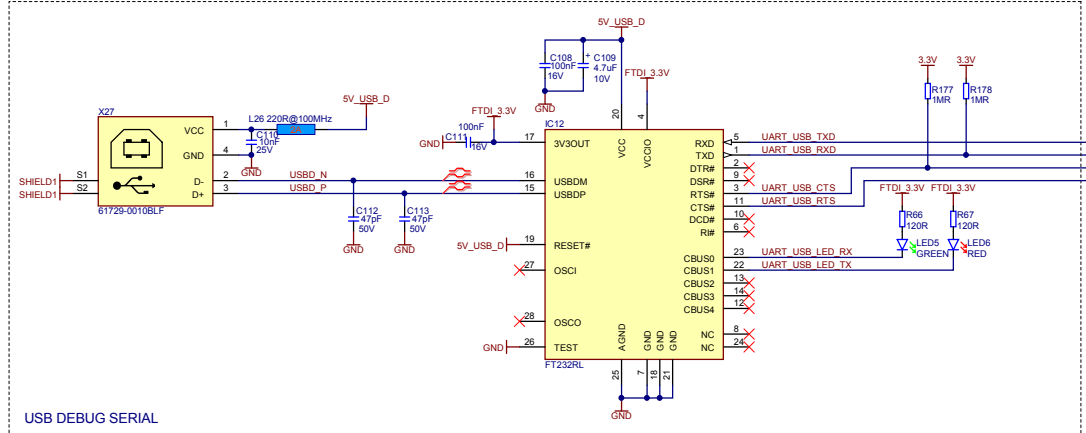 5V_USB_D
C108
100nF
16V
C109
4.7uF
10V
+
GND
FTDI_3.3V
3.3V
3.3V
R177
1MR
R178
1MR
X27
5V_USB_D
L26 220R@100MHz
VCC
1
C110
10nF
25V
GND
4
GND
D-
2
USBD_N
D+
3
USBD_P
SHIELD1
S1
SHIELD1
S2
61729-0010BLF
FTDI_3.3V
100nF
GND
C111
16V
C112
47pF
50V
GND
C113
47pF
50V
GND
IC12
20
VCC
4
VCCIO
17
3V3OUT
16
USBDM
15
USBDP
5V_USB_D
19
RESET#
27
OSCI
28
OSCO
GND
26
TEST
FT232RL
RXD
5
UART_USB_TXD
TXD
1
UART_USB_RXD
DTR#
2
DSR#
9
RTS#
3
UART_USB_CTS
CTS#
11
UART_USB_RTS
DCD#
10
RI#
6
CBUS0
23
UART_USB_LED_RX
CBUS1
22
UART_USB_LED_TX
CBUS2
13
CBUS3
14
CBUS4
12
NC
8
NC
24
AGND
GND
GND
GND
25
7
18
21
GND
FTDI_3.3V
FTDI_3.3V
R66
120R
R67
120R
LED5
GREEN
LED6
RED
USB DEBUG SERIAL